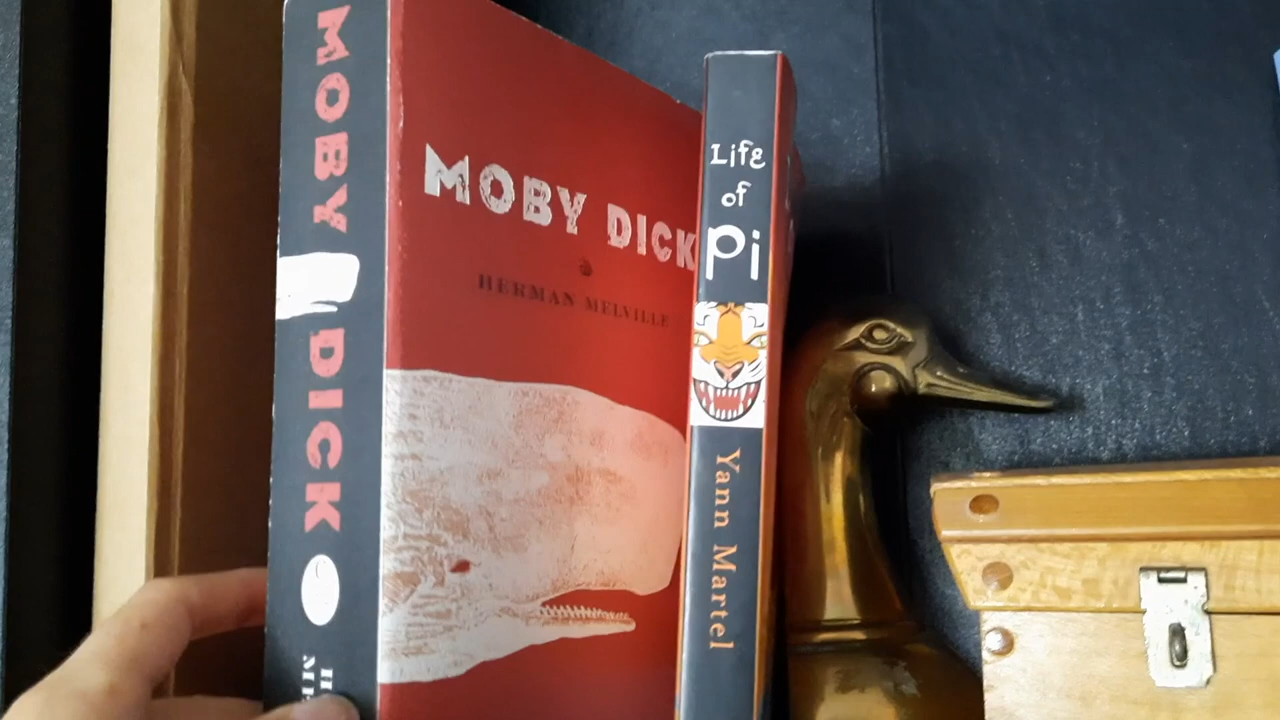 MOBY DICK
MOBY DICK
HERMAN MELVILLE
Life
of
Pi
Yann Martel